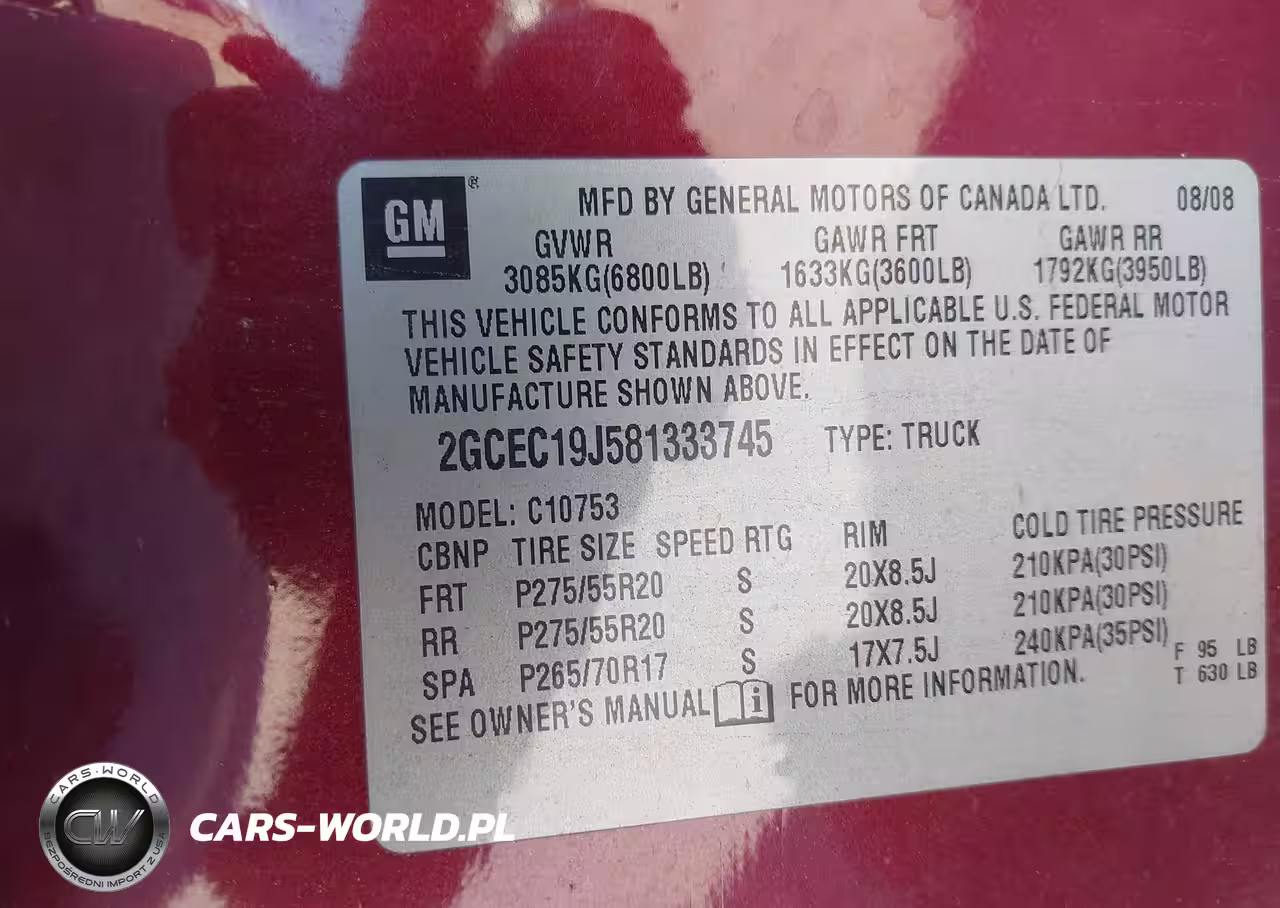 GM ®
MFD BY GENERAL MOTORS OF CANADA LTD. 08/08
GVWR GAWR FRT GAWR RR
3085KG(6800LB) 1633KG(3600LB) 1792KG(3950LB)
THIS VEHICLE CONFORMS TO ALL APPLICABLE U.S. FEDERAL MOTOR
VEHICLE SAFETY STANDARDS IN EFFECT ON THE DATE OF
MANUFACTURE SHOWN ABOVE.
2GCEC19J581333745 TYPE: TRUCK
MODEL: C10753
CBNP TIRE SIZE SPEED RTG RIM COLD TIRE PRESSURE
FRT P275/55R20 S 20X8.5J 210KPA(30PSI)
RR P275/55R20 S 20X8.5J 210KPA(30PSI)
SPA P265/70R17 S 17X7.5J 240KPA(35PSI)
F 95 LB
T 630 LB
SEE OWNER'S MANUAL FOR MORE INFORMATION.
CARS-WORLD
CW
BEZPOŚREDNI IMPORT Z USA
CARS-WORLD.PL